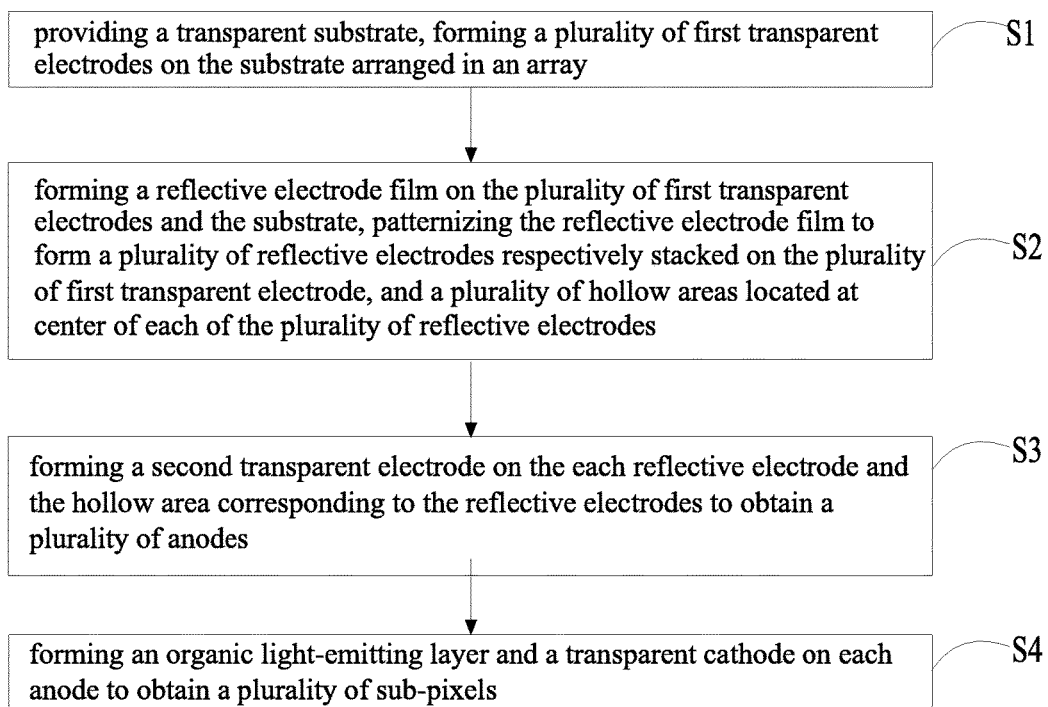 providing a transparent substrate, forming a plurality of first transparent
electrodes on the substrate arranged in an array
S1
forming a reflective electrode film on the plurality of first transparent
electrodes and the substrate, patternizing the reflective electrode film to
form a plurality of reflective electrodes respectively stacked on the plurality
of first transparent electrode, and a plurality of hollow areas located at
center of each of the plurality of reflective electrodes
S2
forming a second transparent electrode on the each reflective electrode and
the hollow area corresponding to the reflective electrodes to obtain a
plurality of anodes
S3
forming an organic light-emitting layer and a transparent cathode on each
anode to obtain a plurality of sub-pixels
S4